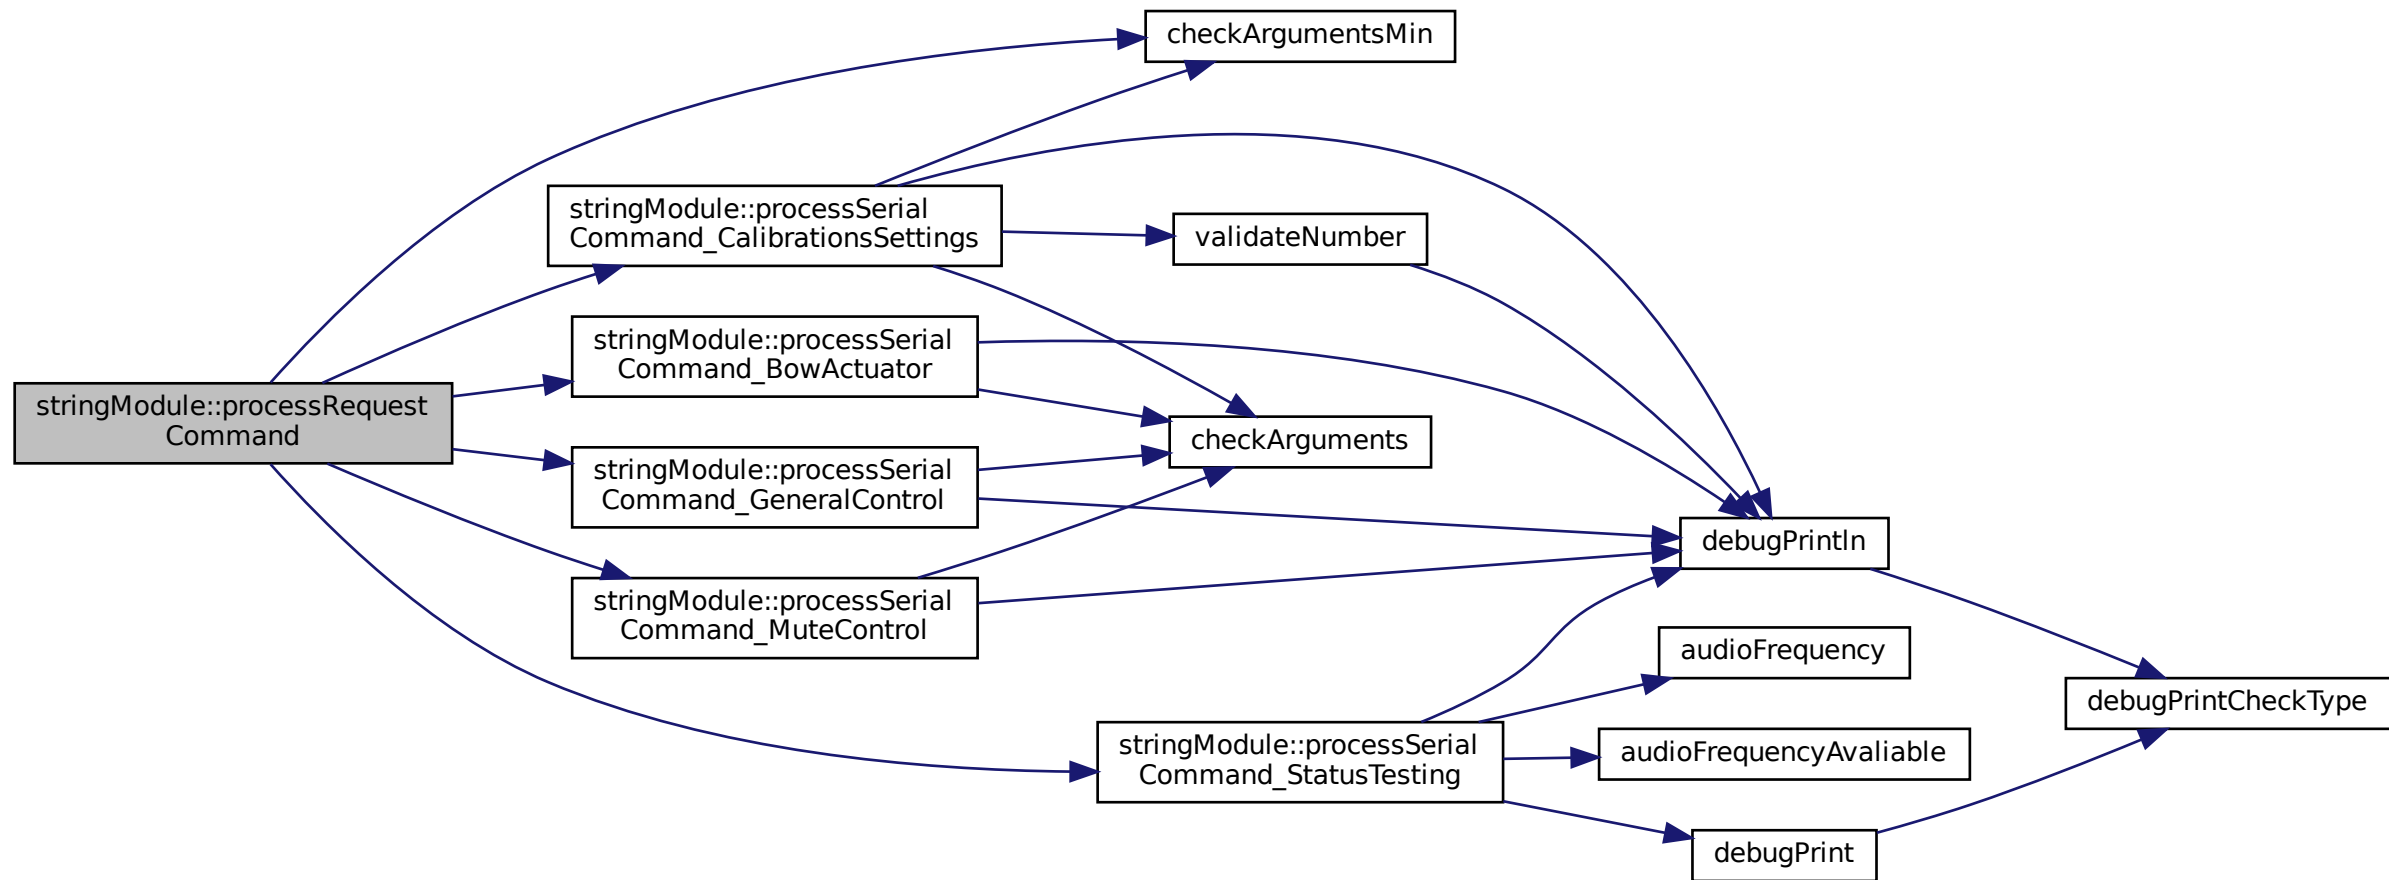 checkArgumentsMin
stringModule::processSerial
Command_CalibrationsSettings
validateNumber
stringModule::processSerial
Command_BowActuator
stringModule::processRequest
Command
checkArguments
stringModule::processSerial
Command_GeneralControl
debugPrintln
stringModule::processSerial
Command_MuteControl
audioFrequency
debugPrintCheckType
stringModule::processSerial
Command_StatusTesting
audioFrequencyAvaliable
debugPrint